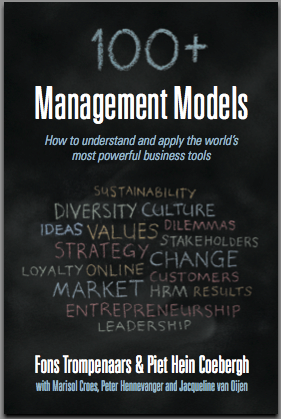 100+
Management Models
How to understand and apply the world's
most powerful business tools
SUSTAINABILITY
DIVERSITY CULTURE
IDEAS VALUES DILEMMAS
STRATEGY STAKEHOLDERS
CHANGE
LOYALTY ONLINE CUSTOMERS
MARKET HRM RESULTS
ENTREPRENEURSHIP
LEADERSHIP
Fons Trompenaars & Piet Hein Coebergh
with Marisol Croes, Peter Hennevanger and Jacqueline van Oijen